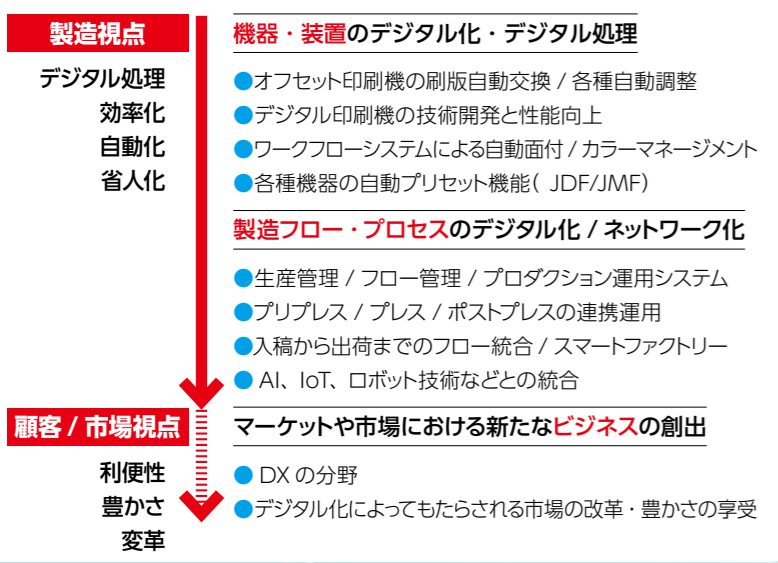 製造視点
機器・装置のデジタル化・デジタル処理
デジタル処理
効率化
自動化
省人化
●オフセット印刷機の刷版自動交換 / 各種自動調整
●デジタル印刷機の技術開発と性能向上
●ワークフローシステムによる自動面付 / カラーマネージメント
●各種機器の自動プリセット機能( JDF/JMF)
製造フロー・プロセスのデジタル化 / ネットワーク化
●生産管理 / フロー管理 / プロダクション運用システム
●プリプレス / プレス / ポストプレスの連携運用
●入稿から出荷までのフロー統合 / スマートファクトリー
● AI、IoT、ロボット技術などとの統合
顧客 / 市場視点
マーケットや市場における新たなビジネスの創出
利便性
豊かさ
変革
● DX の分野
●デジタル化によってもたらされる市場の改革・豊かさの享受